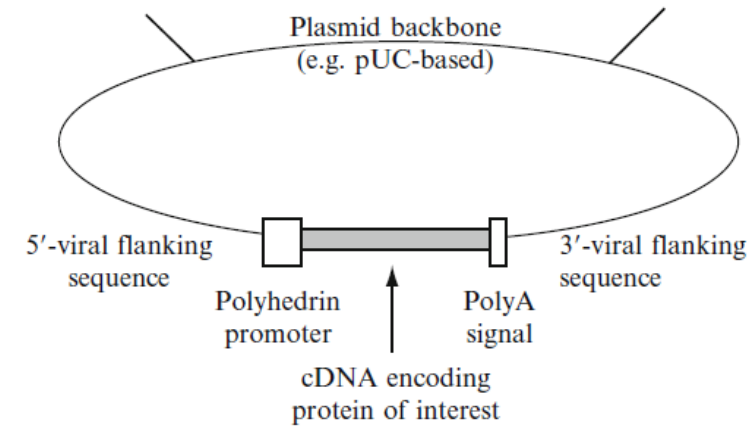 Plasmid backbone
(e.g. pUC-based)
5′-viral flanking
sequence
3′-viral flanking
sequence
Polyhedrin
promoter
PolyA
signal
cDNA encoding
protein of interest